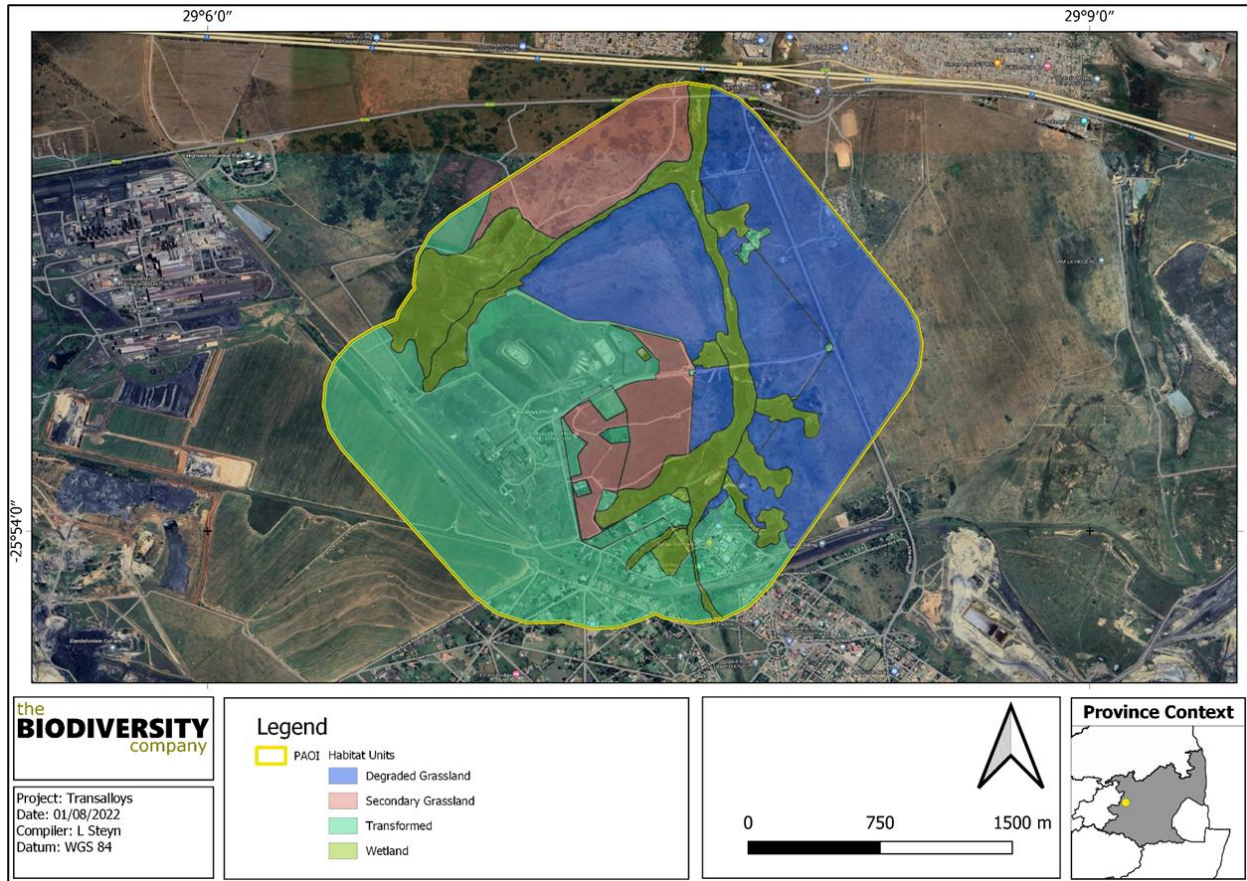 29°6'0"
29°9'0"
-25°54'0"
the
BIODIVERSITY
company
Project: Transalloys
Date: 01/08/2022
Compiler: L Steyn
Datum: WGS 84
Legend
PAOI Habitat Units
Degraded Grassland
Secondary Grassland
Transformed
Wetland
0 750 1500 m
Province Context